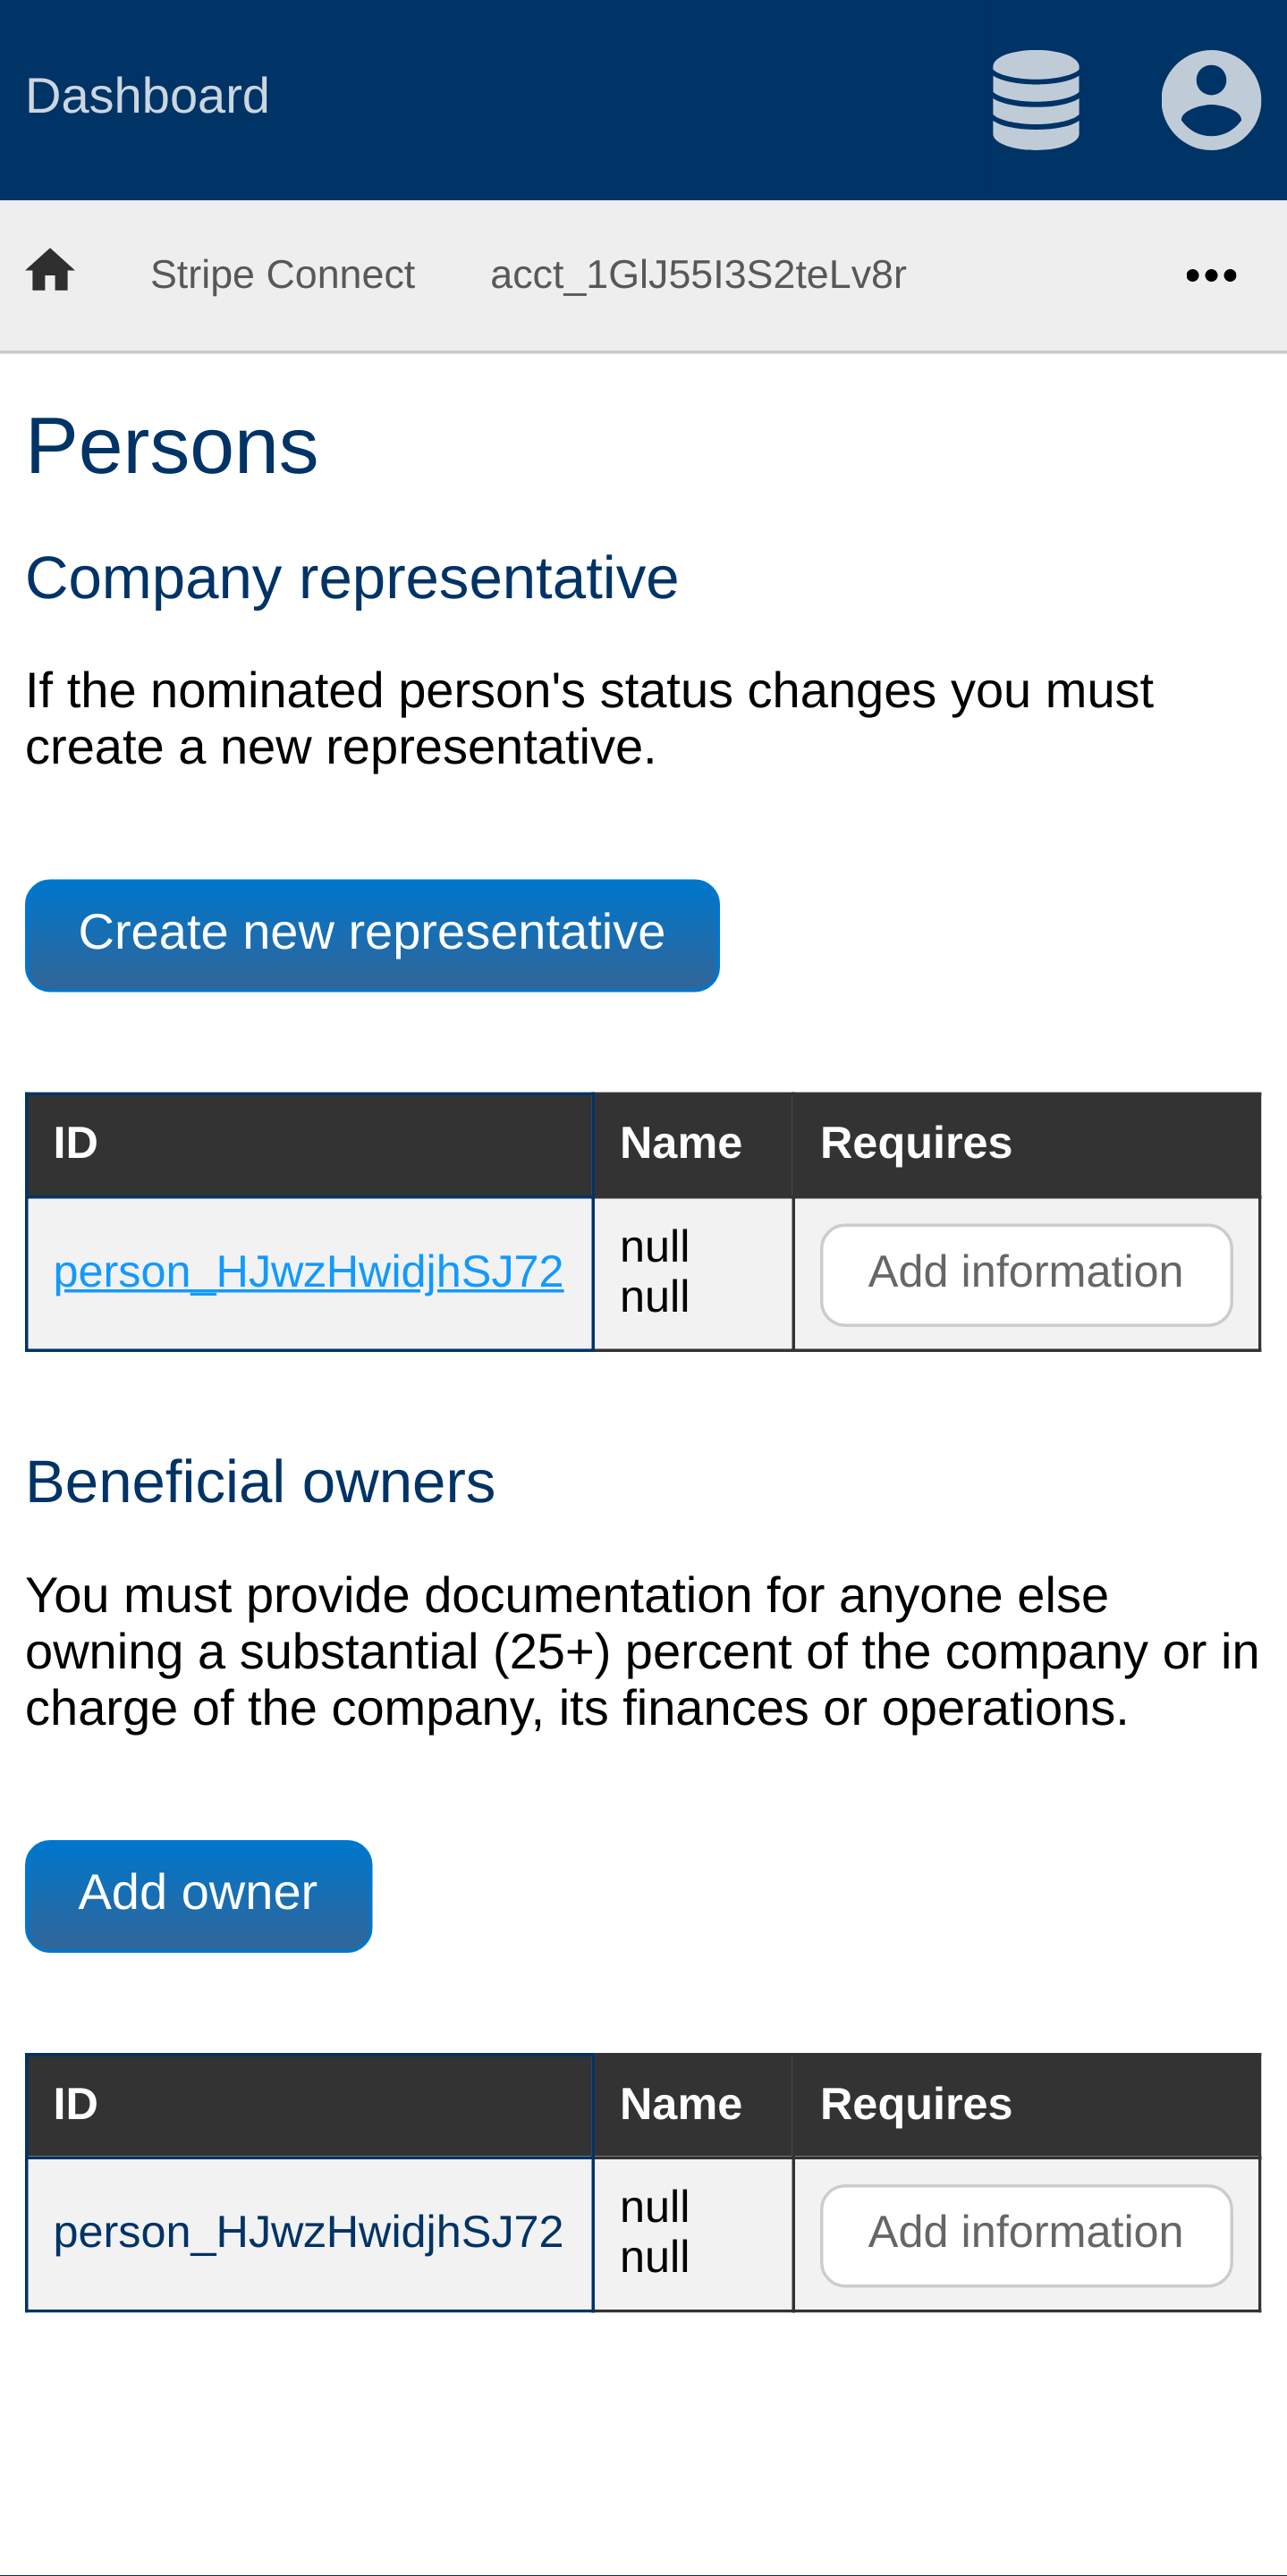 Dashboard
Stripe Connect acct_1GlJ55I3S2teLv8r •••
Persons
Company representative
If the nominated person's status changes you must
create a new representative.
Create new representative
ID Name Requires
person_HJwzHwidjhSJ72 null null Add information
Beneficial owners
You must provide documentation for anyone else
owning a substantial (25+) percent of the company or in
charge of the company, its finances or operations.
Add owner
ID Name Requires
person_HJwzHwidjhSJ72 null null Add information